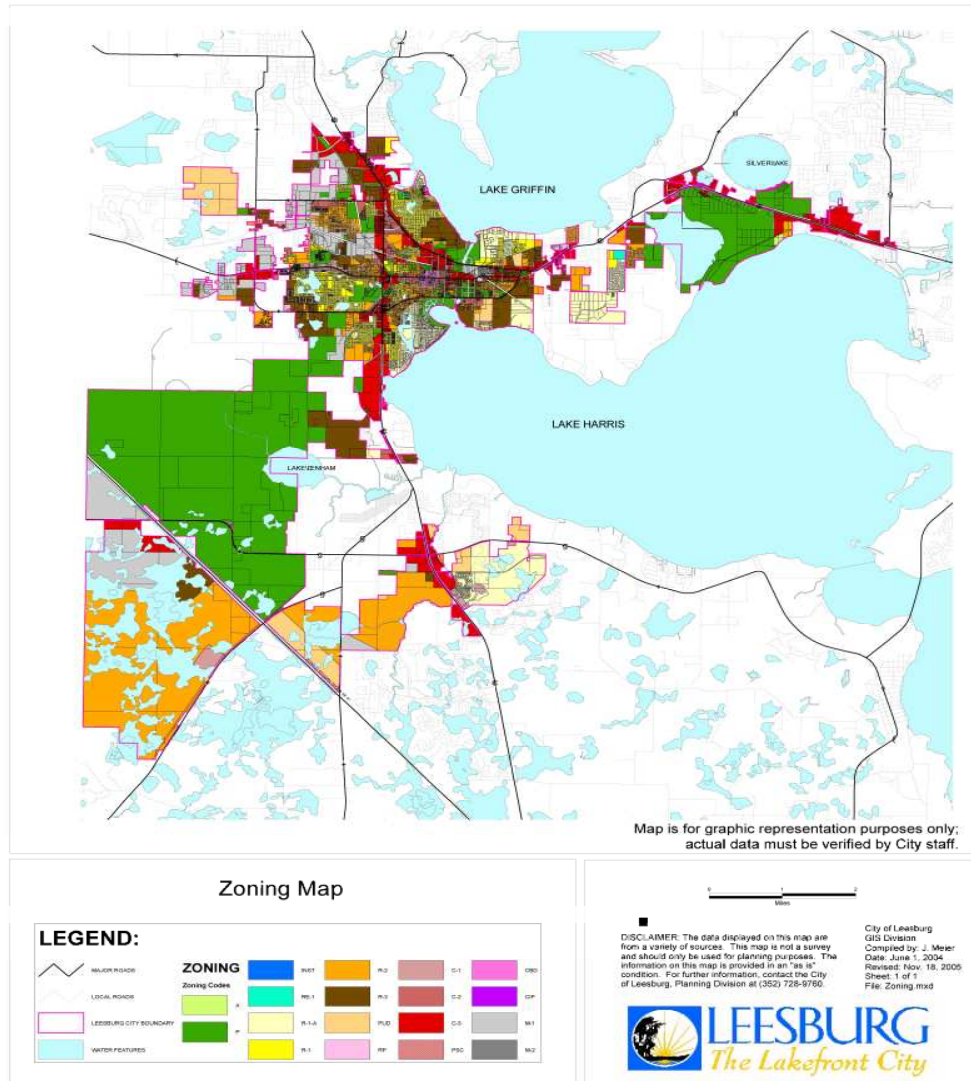 LAKE GRIFFIN
SILVER LAKE
LAKE HARRIS
LAKE DENHAM
Map is for graphic representation purposes only;
actual data must be verified by City staff.
Zoning Map
LEGEND:
MAJOR ROADS
LOCAL ROADS
LEESBURG CITY BOUNDARY
WATER FEATURES
ZONING
Zoning Codes
A
P
INST
RE-1
R-1-A
R-1
R-2
R-3
PUD
RP
C-1
C-2
C-3
PSC
CBD
CIP
M-1
M-2
0 1 2
Miles
DISCLAIMER: The data displayed on this map are
from a variety of sources. This map is not a survey
and should only be used for planning purposes. The
information on this map is provided in an "as is"
condition. For further information, contact the City
of Leesburg, Planning Division at (352) 728-9760.
City of Leesburg
GIS Division
Compiled by: J. Meier
Date: June 1, 2004
Revised: Nov. 18, 2005
Sheet: 1 of 1
File: Zoning.mxd
LEESBURG
The Lakefront City